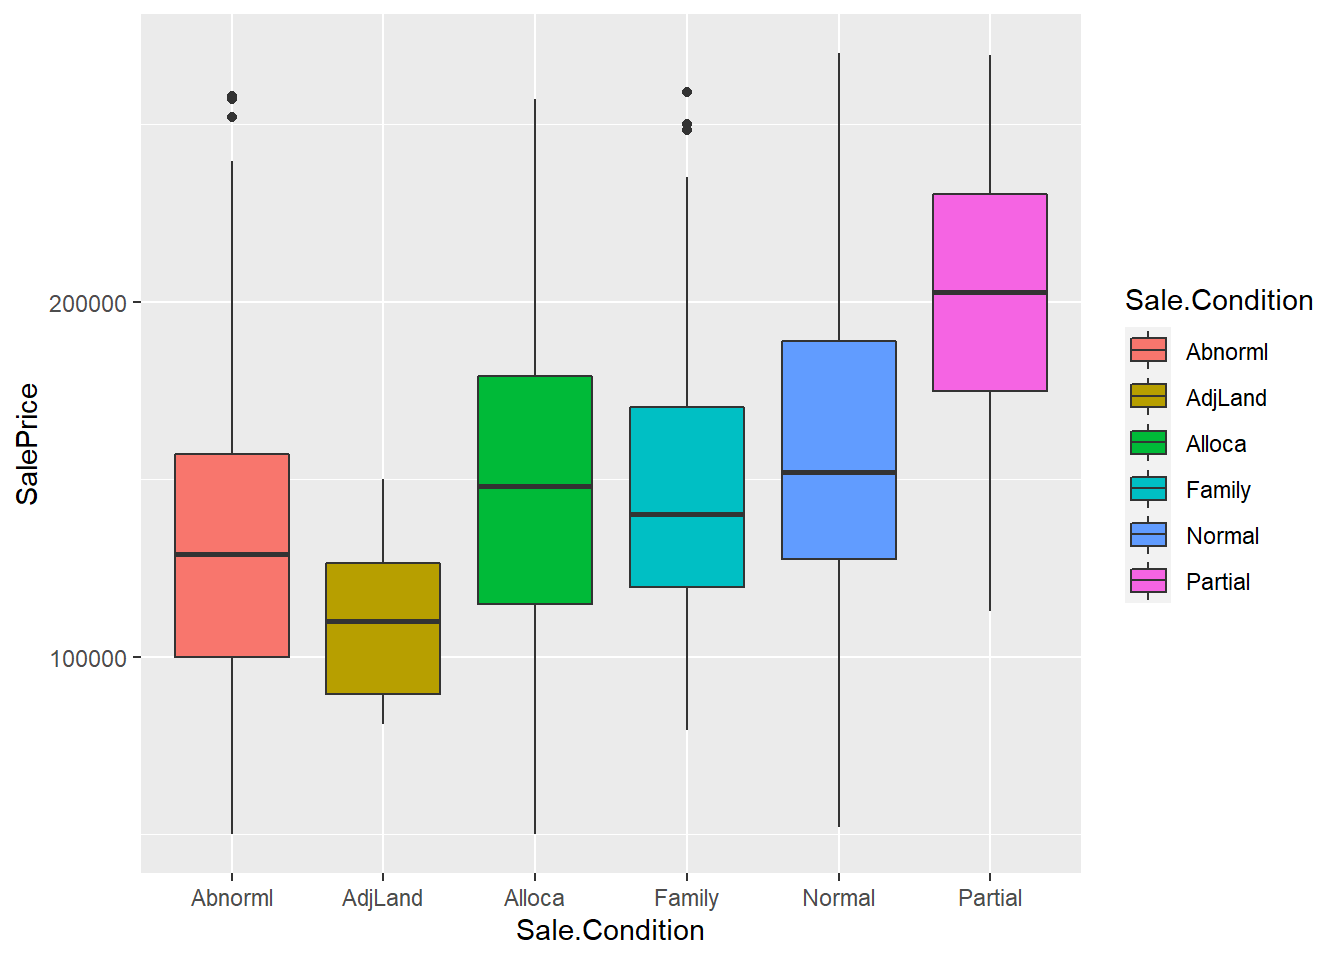 SalePrice
200000
100000
Abnorml AdjLand Alloca Family Normal Partial
Sale.Condition
Sale.Condition
Abnorml
AdjLand
Alloca
Family
Normal
Partial